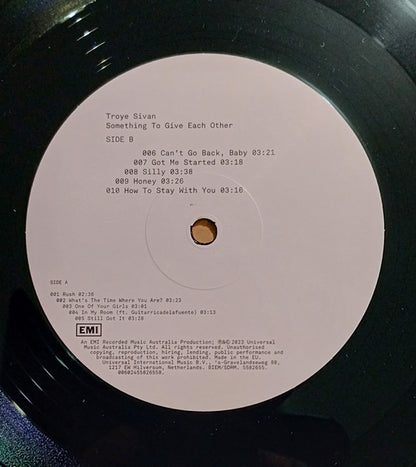 Troye Sivan
Something To Give Each Other
SIDE B
006 Can't Go Back, Baby 03:21
007 Got Me Started 03:18
008 Silly 03:38
009 Honey 03:26
010 How To Stay With You 03:16
SIDE A
001 Rush 02:36
002 What's The Time Where You Are? 03:23
003 One Of Your Girls 03:01
004 In My Room (ft. Guitarricadelafuente) 03:13
005 Still Got It 03:28
EMI
An EMI Recorded Music Australia Production; ℗&© 2023 Universal
Music Australia Pty Ltd. All rights reserved. Unauthorised
copying, reproduction, hiring, lending, public performance and
broadcasting of this work prohibited. Made in the EU.
Universal International Music B.V., 's-Gravelandseweg 80,
1217 EW Hilversum, Netherlands. BIEM/SDRM. 5502655.
00602455026550.